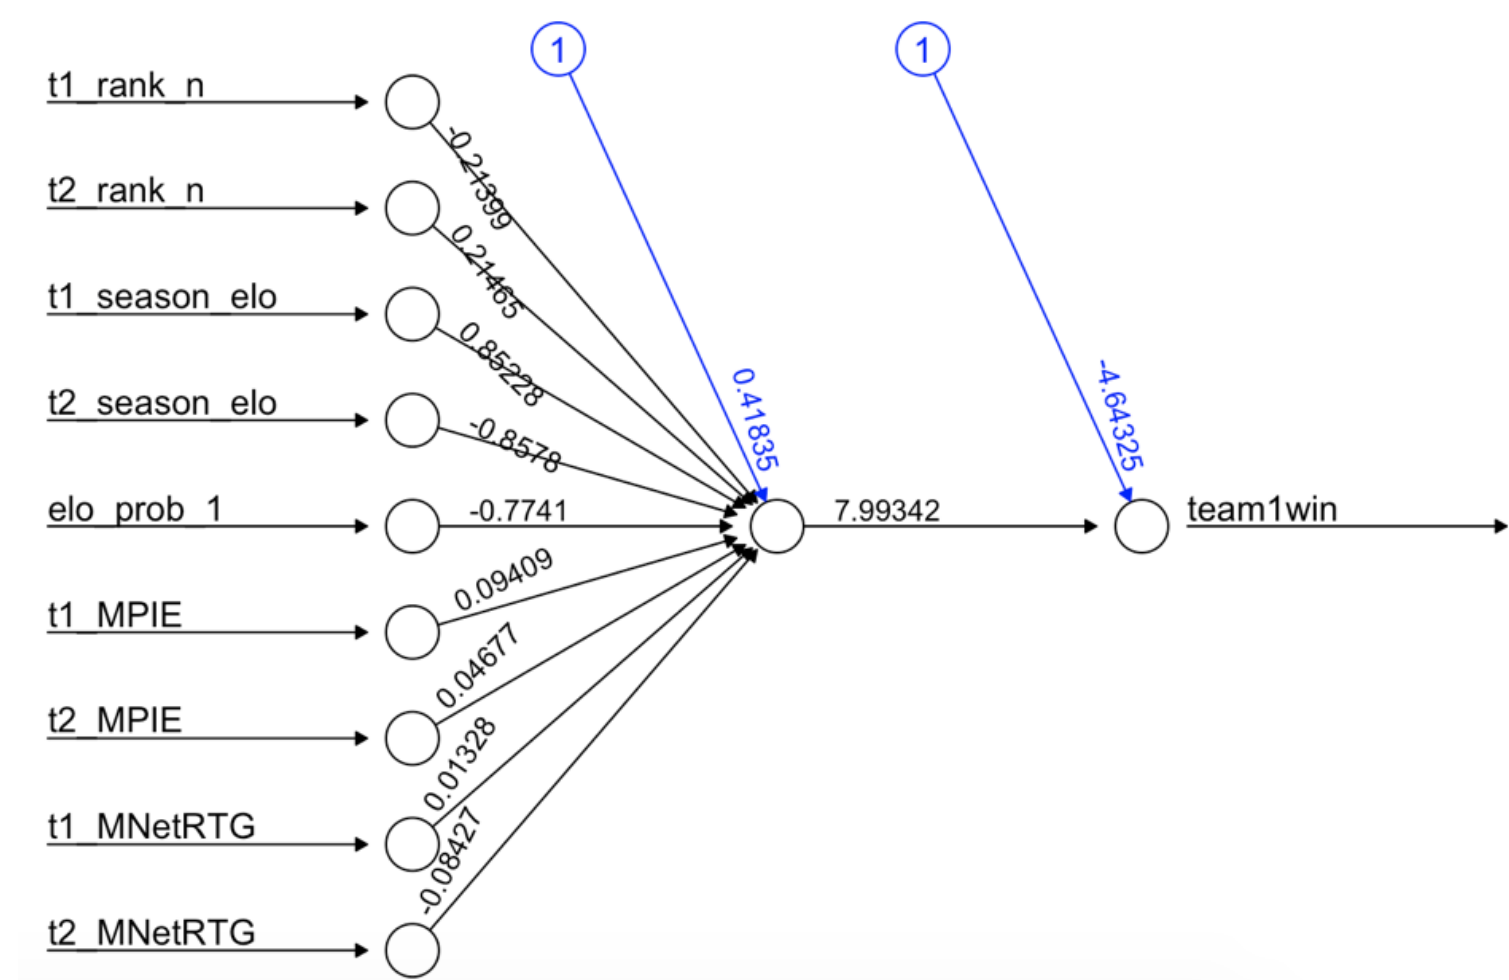 1
1
t1_rank_n
-0.21399
t2_rank_n
0.21465
t1_season_elo
0.85228
t2_season_elo
-0.8578
0.41835
-4.64325
elo_prob_1
-0.7741
7.99342
team1win
t1_MPIE
0.09409
t2_MPIE
0.04677
t1_MNetRTG
0.01328
t2_MNetRTG
-0.08427